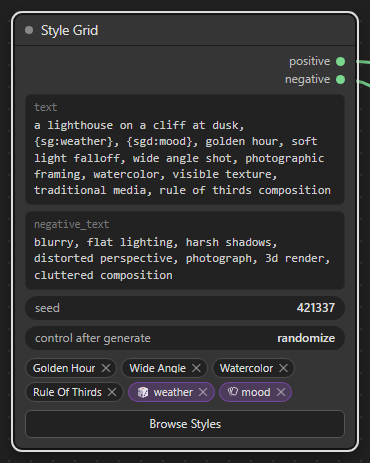 Style Grid
positive
negative
text
a lighthouse on a cliff at dusk,
{sg:weather}, {sgd:mood}, golden hour, soft
light falloff, wide angle shot, photographic
framing, watercolor, visible texture,
traditional media, rule of thirds composition
negative_text
blurry, flat lighting, harsh shadows,
distorted perspective, photograph, 3d render,
cluttered composition
seed 421337
control after generate randomize
Golden Hour Wide Angle Watercolor
Rule Of Thirds weather mood
Browse Styles